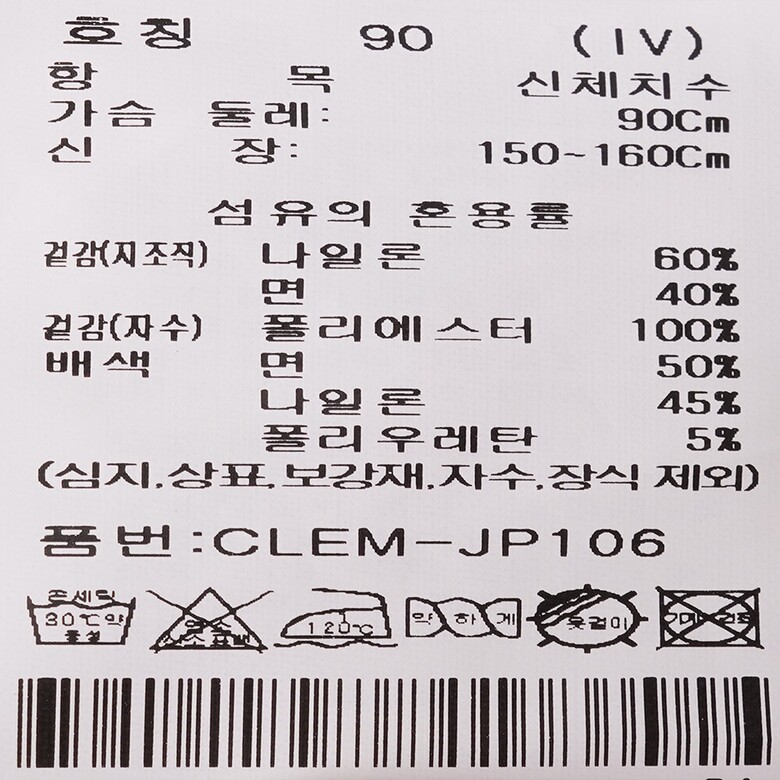 호칭 90 (IV)
항 목 신체치수
가슴 둘레: 90Cm
신 장: 150~160Cm
섬유의 혼용률
겉감(지조직) 나일론 60%
면 40%
겉감(자수) 폴리에스터 100%
배색 면 50%
나일론 45%
폴리우레탄 5%
(심지,상표,보강재,자수,장식 제외)
품번:CLEM-JP106
30℃약 120℃ 약하게 옷걸이
중성